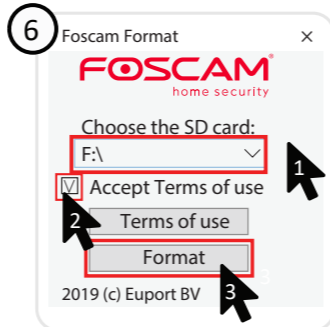 6
Foscam Format ×
FOSCAM
home security
Choose the SD card:
F:\
1
V Accept Terms of use
2
Terms of use
Format
3
3
2019 (c) Euport BV